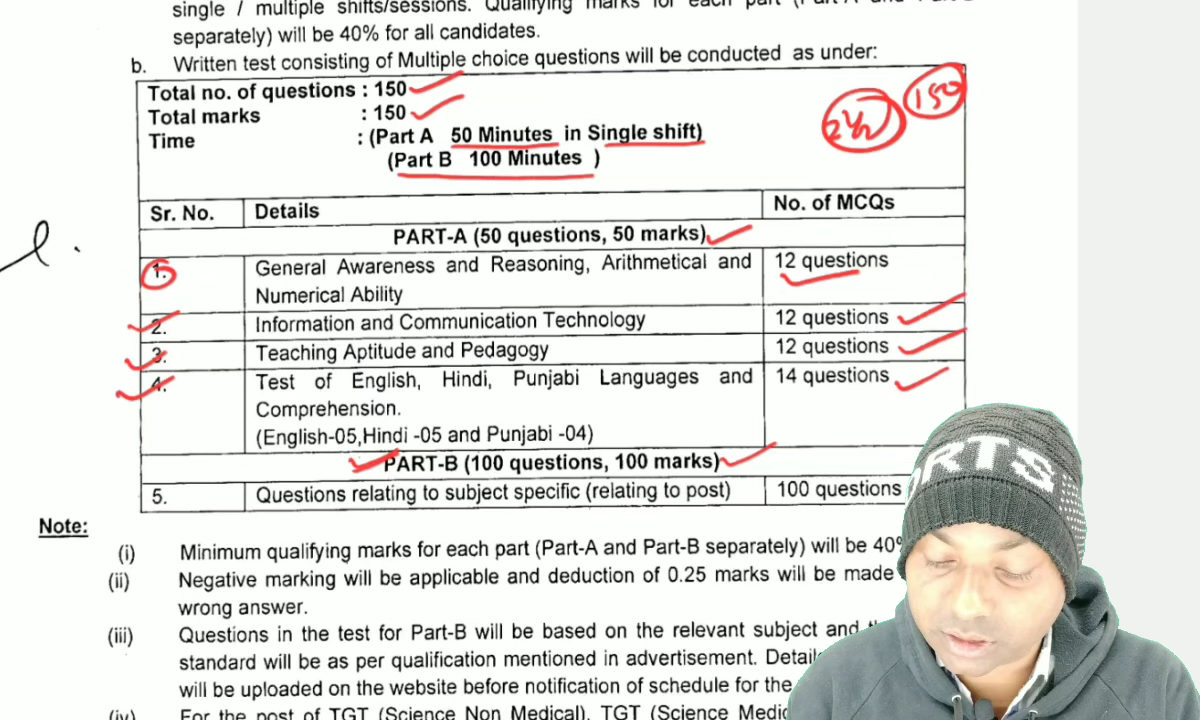 single / multiple shifts/sessions. Qualifying marks for each part
separately) will be 40% for all candidates.
b. Written test consisting of Multiple choice questions will be conducted as under:
Total no. of questions : 150
Total marks : 150
Time : (Part A 50 Minutes in Single shift)
(Part B 100 Minutes )
150
Sr. No. Details No. of MCQs
PART-A (50 questions, 50 marks)
1. General Awareness and Reasoning, Arithmetical and 12 questions
Numerical Ability
2. Information and Communication Technology 12 questions
3. Teaching Aptitude and Pedagogy 12 questions
4. Test of English, Hindi, Punjabi Languages and 14 questions
Comprehension.
(English-05,Hindi -05 and Punjabi -04)
PART-B (100 questions, 100 marks)
5. Questions relating to subject specific (relating to post) 100 questions
Note:
(i) Minimum qualifying marks for each part (Part-A and Part-B separately) will be 40%
(ii) Negative marking will be applicable and deduction of 0.25 marks will be made
wrong answer.
(iii) Questions in the test for Part-B will be based on the relevant subject and
standard will be as per qualification mentioned in advertisement. Detail
will be uploaded on the website before notification of schedule for the
(iv) For the post of TGT (Science Non Medical), TGT (Science